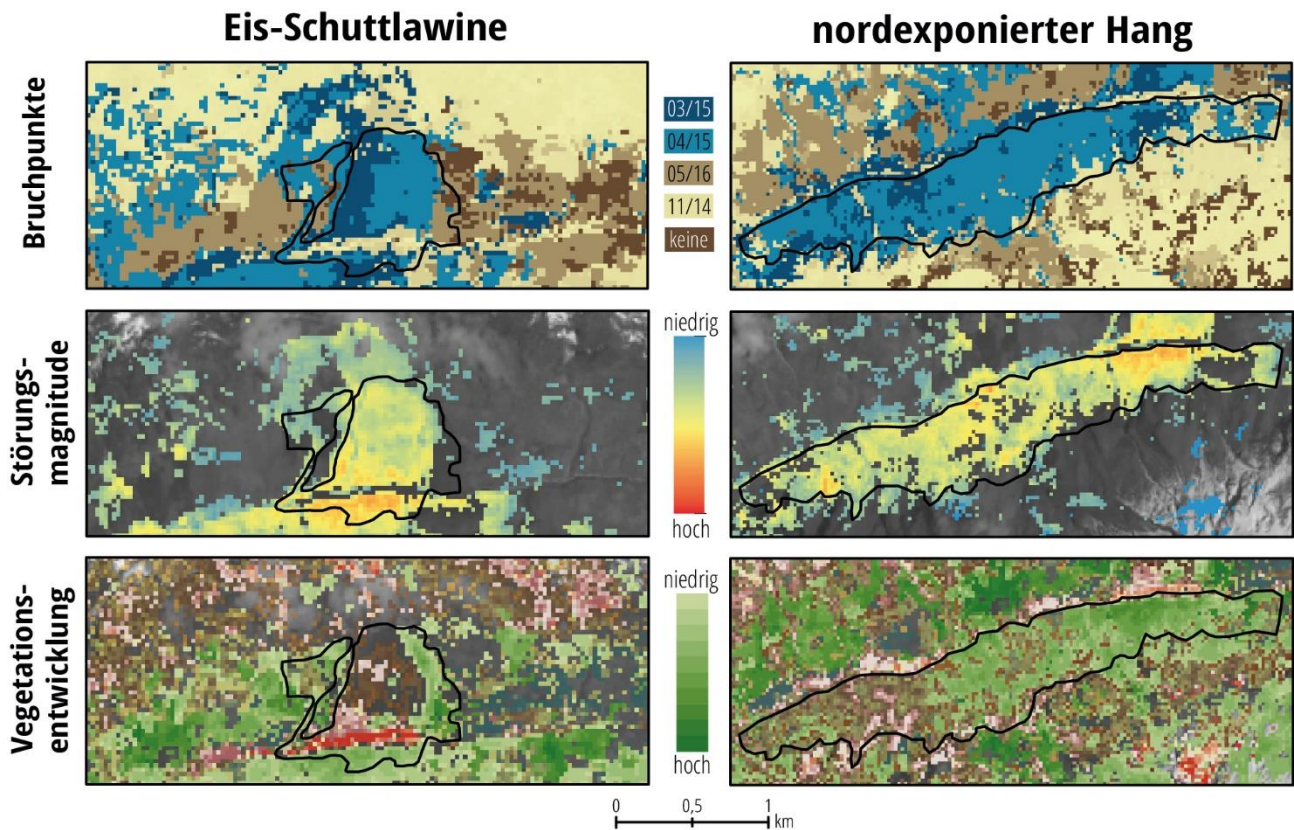 Eis-Schuttlawine
nordexponierter Hang
Bruchpunkte
03/15
04/15
05/16
11/14
keine
Störungs-
magnitude
niedrig
hoch
Vegetations-
entwicklung
niedrig
hoch
0
0,5
1
km